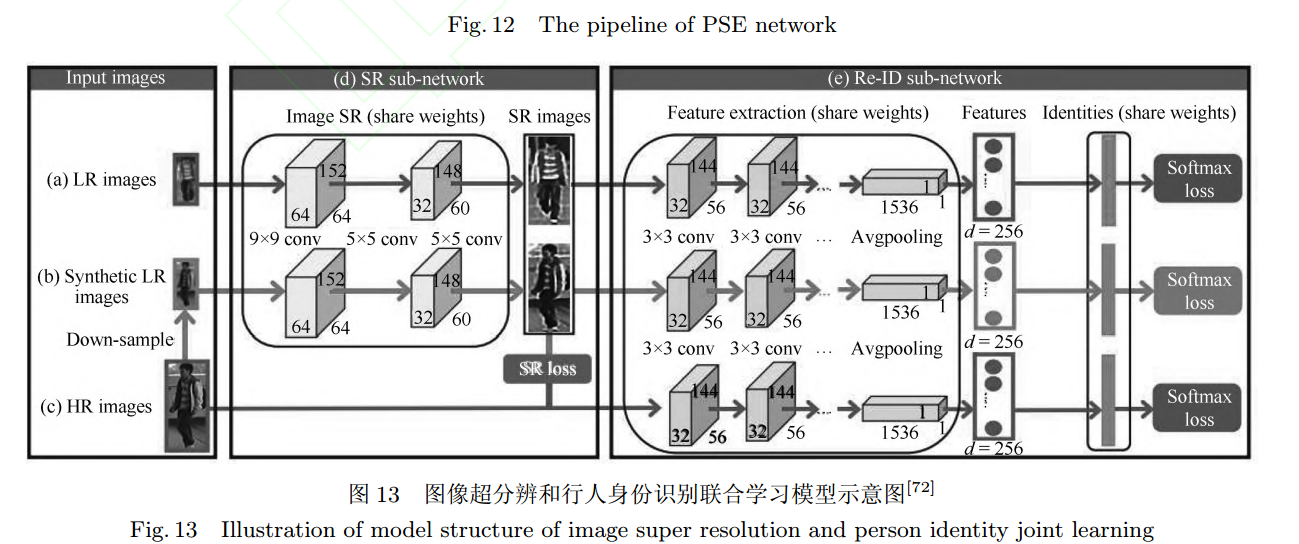 Fig. 12 The pipeline of PSE network
Input images
(d) SR sub-network
(e) Re-ID sub-network
Image SR (share weights)
SR images
Feature extraction (share weights)
Features
Identities (share weights)
(a) LR images
152
64
64
148
32
60
144
32
56
144
32
56
...
1
1536
1
Softmax
loss
9×9 conv
5×5 conv
5×5 conv
3×3 conv
3×3 conv
...
Avgpooling
d = 256
(b) Synthetic LR
images
152
64
64
148
32
60
144
32
56
144
32
56
...
1
1536
1
Softmax
loss
Down-sample
SR loss
3×3 conv
3×3 conv
...
Avgpooling
d = 256
(c) HR images
144
32
56
144
32
56
...
1
1536
1
Softmax
loss
d = 256
图 13 图像超分辨和行人身份识别联合学习模型示意图[72]
Fig. 13 Illustration of model structure of image super resolution and person identity joint learning